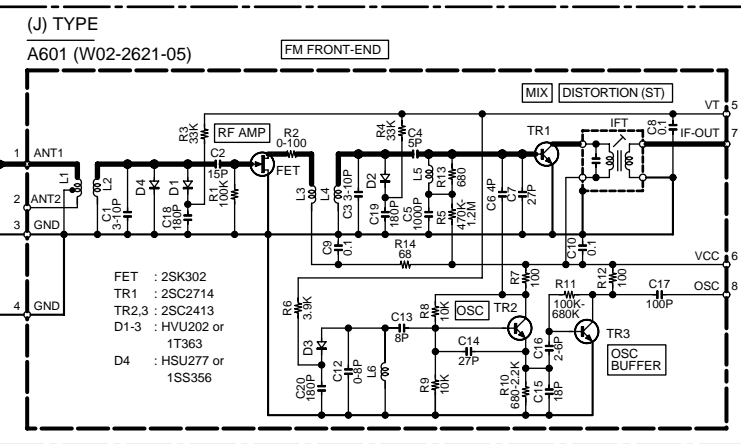 (J) TYPE
A601 (W02-2621-05)
FM FRONT-END
MIX
DISTORTION (ST)
VT
5
R3
33K
RF AMP
R2
0-100
R4
33K
C4
5P
TR1
IFT
C8
0.1
IF-OUT
7
1
ANT1
C2
15P
FET
L1
L2
D4
D1
R1
100K
L3
L4
C3 3-10P
D2
L5
R13
680
C6 4P
C7
27P
2
ANT2
C1
3-10P
C18
180P
C19
180P
C5
1000P
R5
470K-
1.2M
3
GND
C9
0.1
R14
68
C10
0.1
VCC
6
FET : 2SK302
TR1 : 2SC2714
TR2,3 : 2SC2413
D1-3 : HVU202 or
1T363
D4 : HSU277 or
1SS356
R7
100
R11
100K-
680K
R12
100
C17
100P
OSC
8
4
GND
R6
3.9K
C13
8P
R8
10K
OSC
TR2
TR3
D3
C14
27P
C16
2-6P
OSC
BUFFER
C20
180P
C12
0-8P
L6
R9
10K
R10
680-2.2K
C15
18P